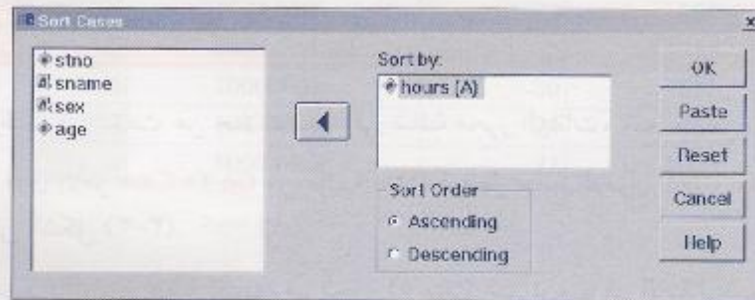 Sort Cases
stno
sname
sex
age
Sort by:
hours (A)
Sort Order
Ascending
Descending
OK
Paste
Reset
Cancel
Help